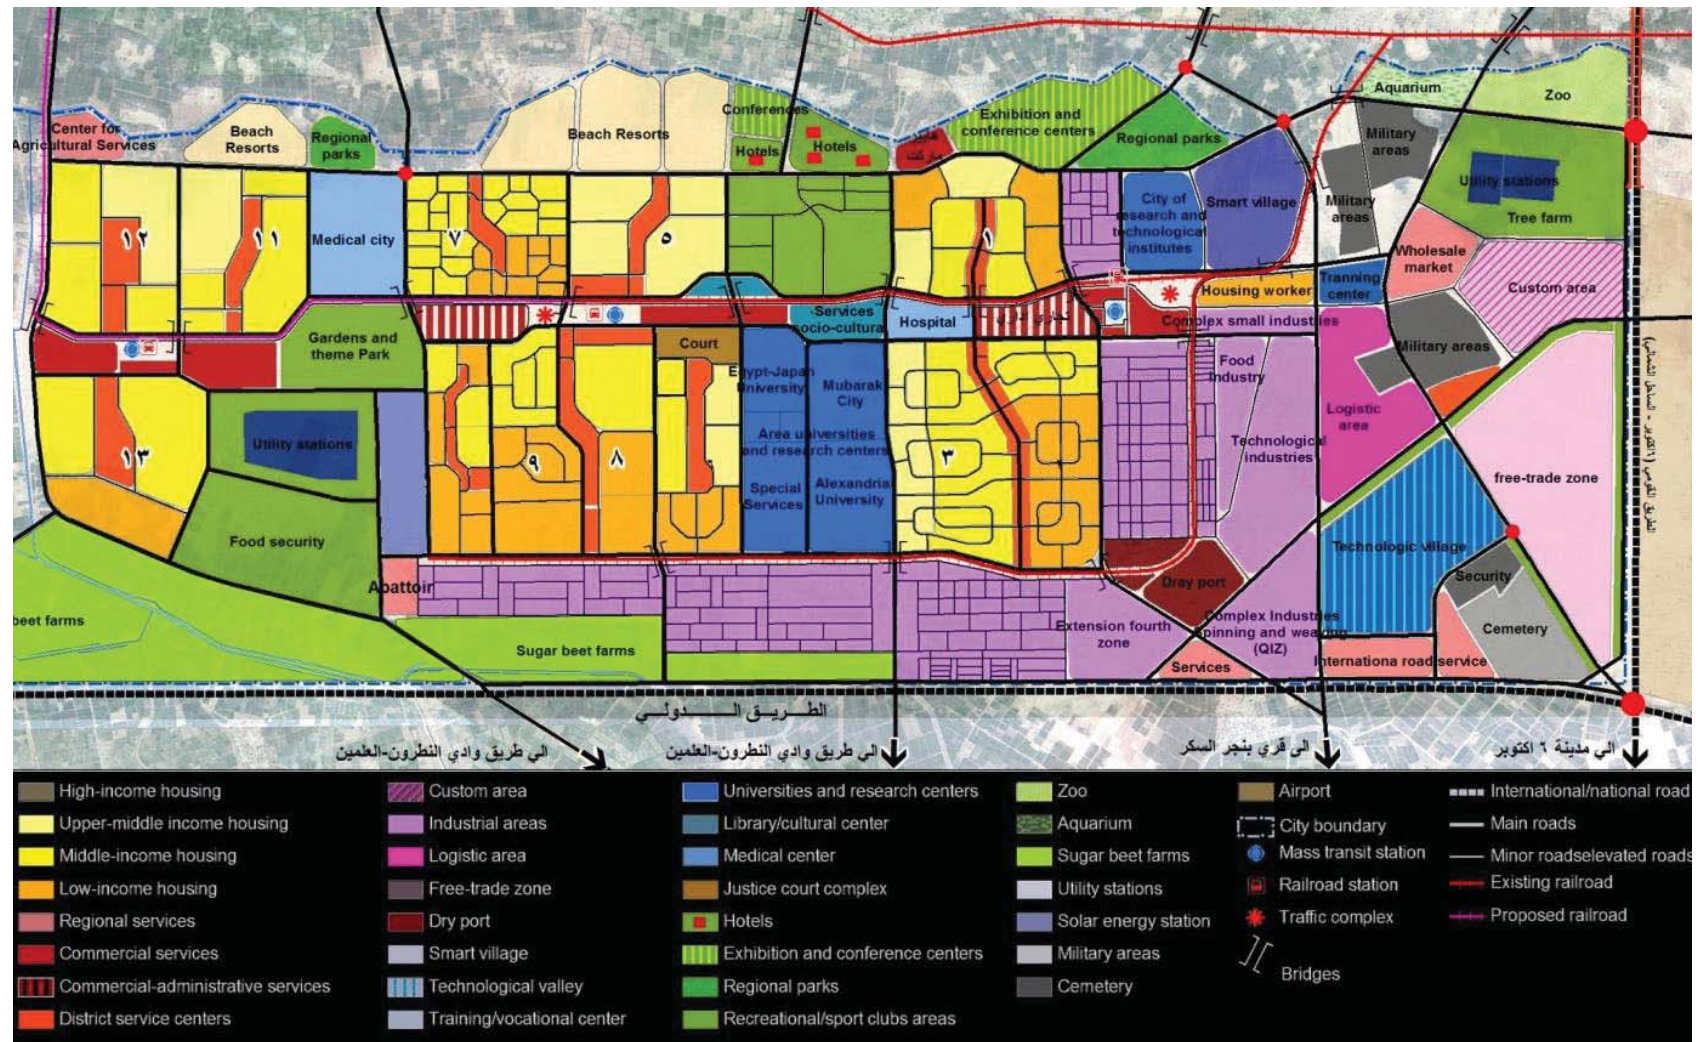 Aquarium
Zoo
Conferences
Exhibition and
conference centers
Center for
Agricultural Services
Beach
Resorts
Regional
parks
Beach Resorts
Hotels
Hotels
هايبر
ماركت
Regional parks
Military
areas
Utility stations
Tree farm
City of
research and
technological
institutes
Smart village
Military
areas
١٢
١١
Medical city
٧
٥
١
Wholesale
market
Custom area
Housing worker
Tranning
center
Gardens and
theme Park
Services
socio-cultural
Hospital
تجاري اداري
Complex small industries
Court
Military areas
Egypt-Japan
University
Mubarak
City
Food
Industry
Logistic
area
Utility stations
١٣
٩
٨
Area universities
and research centers
٣
Technological
industries
free-trade zone
الطريق القومي (٦اكتوبر - الساحل الشمالي)
Special
Services
Alexandria
University
Food security
Technologic village
Abattoir
Dray port
Security
beet farms
Sugar beet farms
Extension fourth
zone
Complex Industries
Spinning and weaving
(QIZ)
Cemetery
Services
Internationa road service
الطـــريـق الـــــدولـــي
الي طريق وادي النطرون-العلمين
الي طريق وادي النطرون-العلمين
الى قري بنجر السكر
الي مدينة ٦ اكتوبر
High-income housing
Upper-middle income housing
Middle-income housing
Low-income housing
Regional services
Commercial services
Commercial-administrative services
District service centers
Custom area
Industrial areas
Logistic area
Free-trade zone
Dry port
Smart village
Technological valley
Training/vocational center
Universities and research centers
Library/cultural center
Medical center
Justice court complex
Hotels
Exhibition and conference centers
Regional parks
Recreational/sport clubs areas
Zoo
Aquarium
Sugar beet farms
Utility stations
Solar energy station
Military areas
Cemetery
Airport
City boundary
Mass transit station
Railroad station
Traffic complex
Bridges
International/national road
Main roads
Minor roadselevated roads
Existing railroad
Proposed railroad